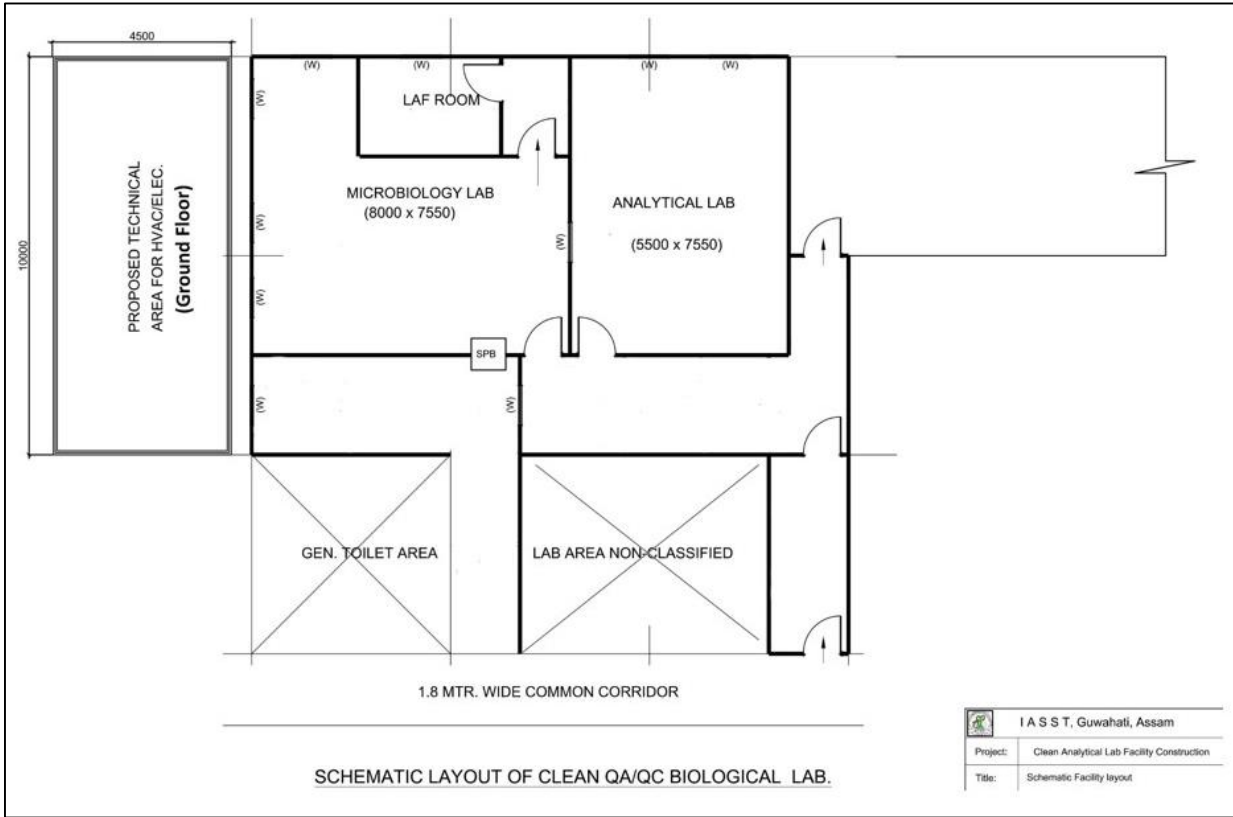 4500
(W)
(W)
(W)
(W)
(W)
LAF ROOM
10000
PROPOSED TECHNICAL
AREA FOR HVAC/ELEC.
(Ground Floor)
MICROBIOLOGY LAB
(8000 x 7550)
ANALYTICAL LAB
(5500 x 7550)
(W)
(W)
(W)
SPB
(W)
(W)
GEN. TOILET AREA
LAB AREA NON-CLASSIFIED
1.8 MTR. WIDE COMMON CORRIDOR
SCHEMATIC LAYOUT OF CLEAN QA/QC BIOLOGICAL LAB.
I A S S T, Guwahati, Assam
Project: Clean Analytical Lab Facility Construction
Title: Schematic Facility layout